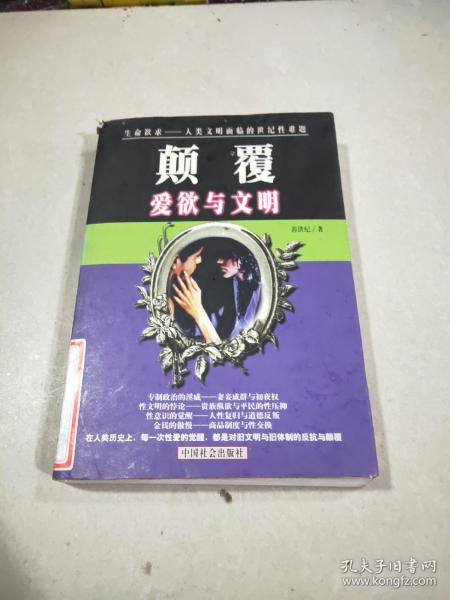 生命欲求——人类文明面临的世纪性难题
颠覆
爱欲与文明
郭洪纪/著
专制政治的淫威——妻妾成群与初夜权
性文明的悖论——贵族纵欲与平民的性压抑
性意识的觉醒——人性复归与道德反叛
金钱的傲慢——商品制度与性交换
在人类历史上，每一次性爱的觉醒，都是对旧文明与旧体制的反抗与颠覆
中国社会出版社
孔夫子旧书网
www.kongfz.com